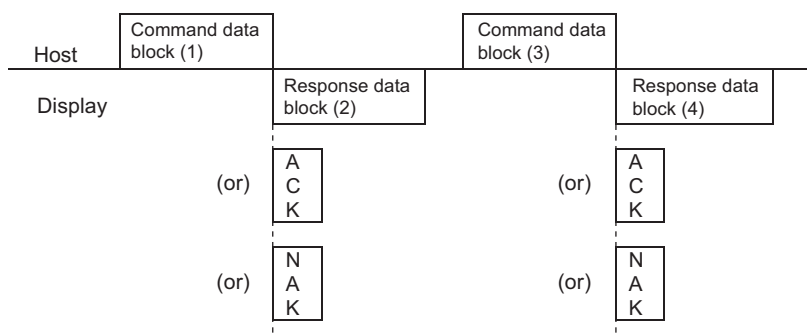 Command data
block (1)
Command data
block (3)
Host
Response data
block (2)
Response data
block (4)
Display
(or)
A
C
K
(or)
A
C
K
(or)
N
A
K
(or)
N
A
K